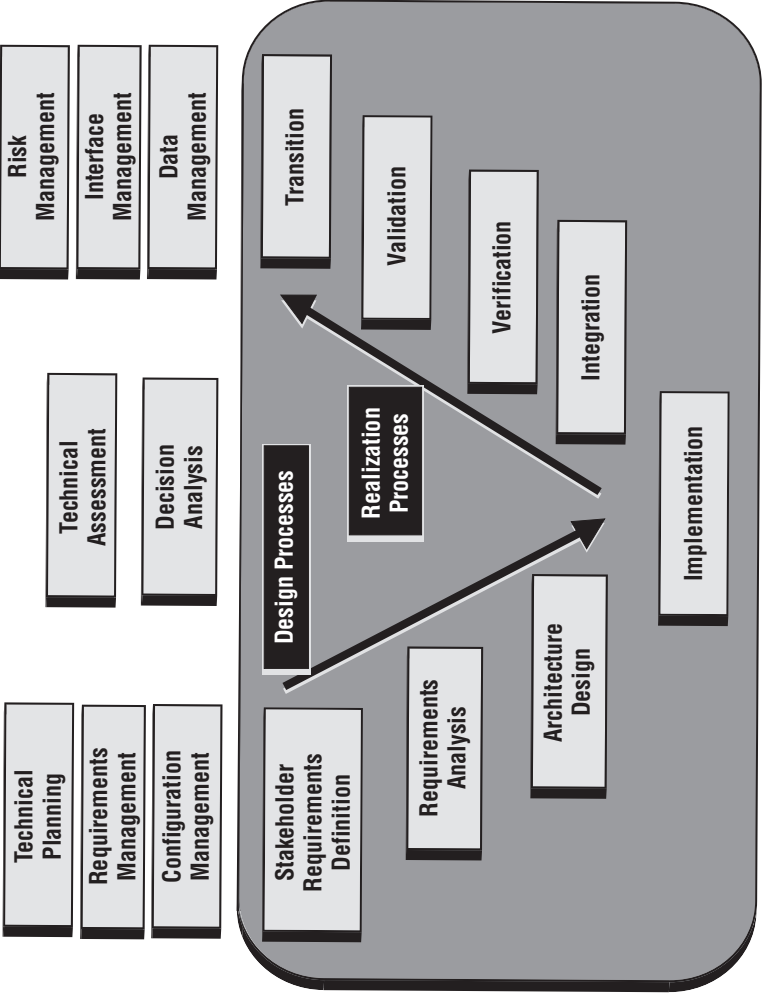 Technical
Planning
Requirements
Management
Configuration
Management
Technical
Assessment
Decision
Analysis
Risk
Management
Interface
Management
Data
Management
Stakeholder
Requirements
Definition
Requirements
Analysis
Architecture
Design
Design Processes
Realization
Processes
Implementation
Integration
Verification
Validation
Transition